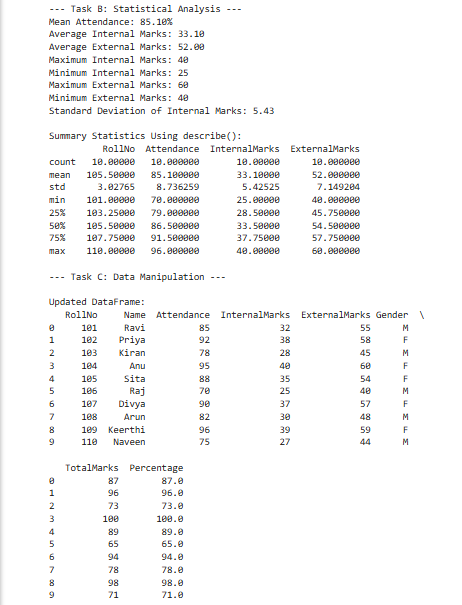 --- Task B: Statistical Analysis ---
Mean Attendance: 85.10%
Average Internal Marks: 33.10
Average External Marks: 52.00
Maximum Internal Marks: 40
Minimum Internal Marks: 25
Maximum External Marks: 60
Minimum External Marks: 40
Standard Deviation of Internal Marks: 5.43
Summary Statistics Using describe():
RollNo Attendance InternalMarks ExternalMarks
count 10.00000 10.000000 10.00000 10.000000
mean 105.50000 85.100000 33.10000 52.000000
std 3.02765 8.736259 5.42525 7.149204
min 101.00000 70.000000 25.00000 40.000000
25% 103.25000 79.000000 28.50000 45.750000
50% 105.50000 86.500000 33.50000 54.500000
75% 107.75000 91.500000 37.75000 57.750000
max 110.00000 96.000000 40.00000 60.000000
--- Task C: Data Manipulation ---
Updated DataFrame:
RollNo Name Attendance InternalMarks ExternalMarks Gender \
0 101 Ravi 85 32 55 M
1 102 Priya 92 38 58 F
2 103 Kiran 78 28 45 M
3 104 Anu 95 40 60 F
4 105 Sita 88 35 54 F
5 106 Raj 70 25 40 M
6 107 Divya 90 37 57 F
7 108 Arun 82 30 48 M
8 109 Keerthi 96 39 59 F
9 110 Naveen 75 27 44 M
TotalMarks Percentage
0 87 87.0
1 96 96.0
2 73 73.0
3 100 100.0
4 89 89.0
5 65 65.0
6 94 94.0
7 78 78.0
8 98 98.0
9 71 71.0